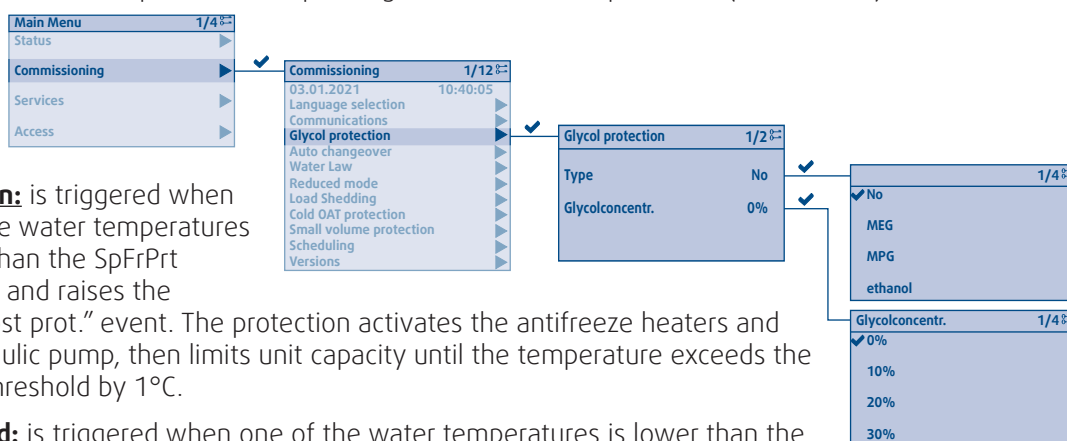 Main Menu 1/4
Status
Commissioning
Services
Access
Commissioning 1/12
03.01.2021 10:40:05
Language selection
Communications
Glycol protection
Auto changeover
Water Law
Reduced mode
Load Shedding
Cold OAT protection
Small volume protection
Scheduling
Versions
Glycol protection 1/2
Type No
Glycolconcentr. 0%
1/4
No
MEG
MPG
ethanol
Glycolconcentr. 1/4
0%
10%
20%
30%
is triggered when
water temperatures
than the SpFrPrt
and raises the
prot.” event. The protection activates the antifreeze heaters and
pump, then limits unit capacity until the temperature exceeds the
threshold by 1°C.
is triggered when one of the water temperatures is lower than the